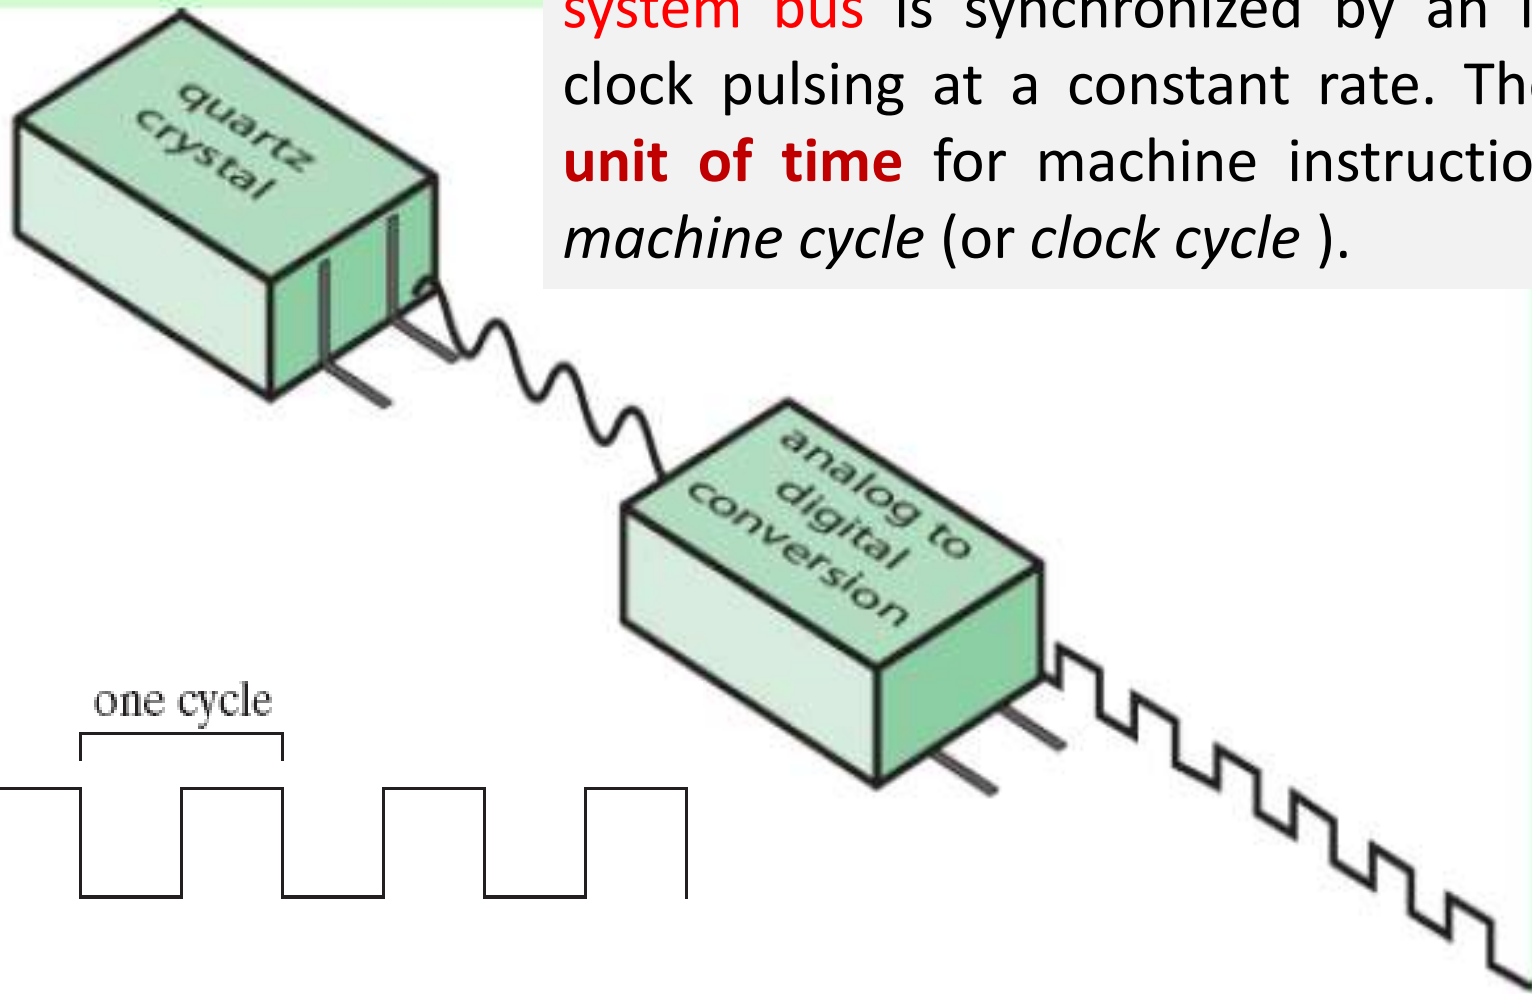 system bus is synchronized by an
clock pulsing at a constant rate. The
unit of time for machine instructio
machine cycle (or clock cycle ).
quartz
crystal
analog to
digital
conversion
one cycle